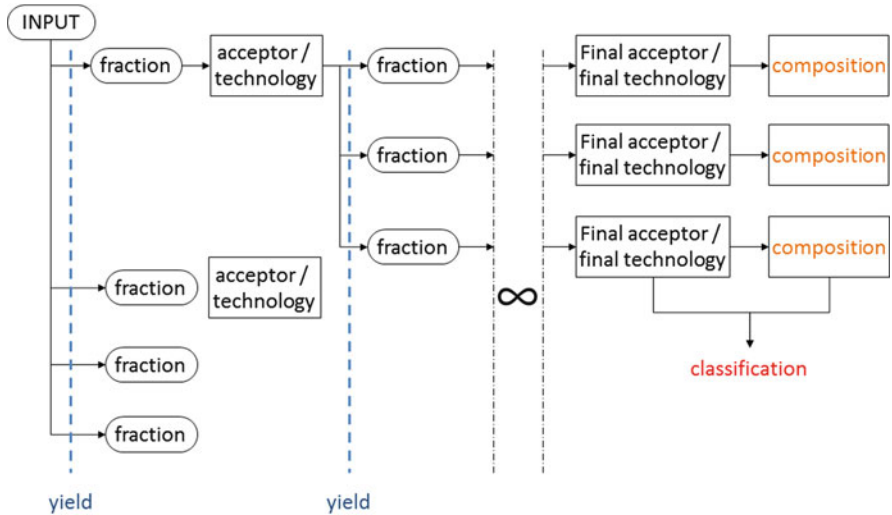 INPUT
fraction
acceptor /
technology
fraction
Final acceptor /
final technology
composition
fraction
Final acceptor /
final technology
composition
fraction
Final acceptor /
final technology
composition
fraction
acceptor /
technology
∞
fraction
classification
fraction
yield
yield